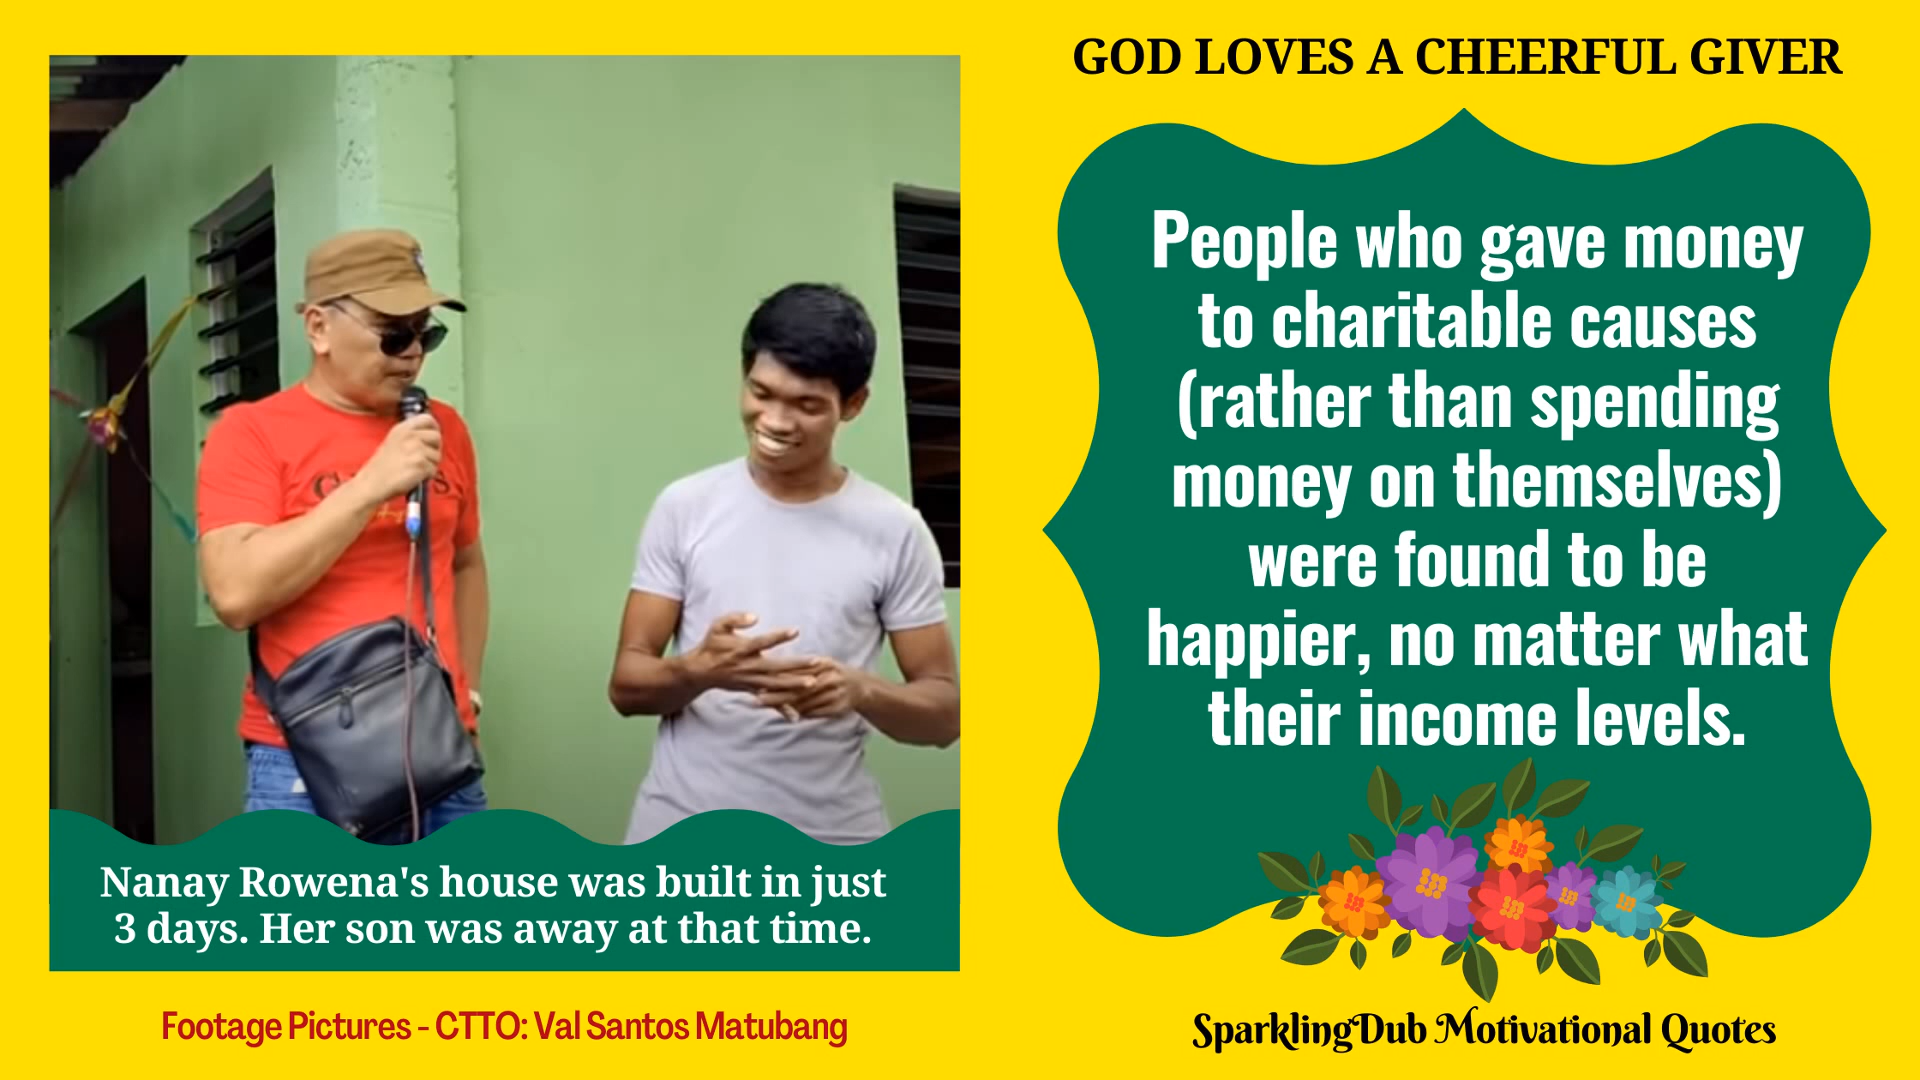 GOD LOVES A CHEERFUL GIVER
People who gave money
to charitable causes
(rather than spending
money on themselves)
were found to be
happier, no matter what
their income levels.
Nanay Rowena's house was built in just
3 days. Her son was away at that time.
Footage Pictures - CTTO: Val Santos Matubang
SparklingDub Motivational Quotes